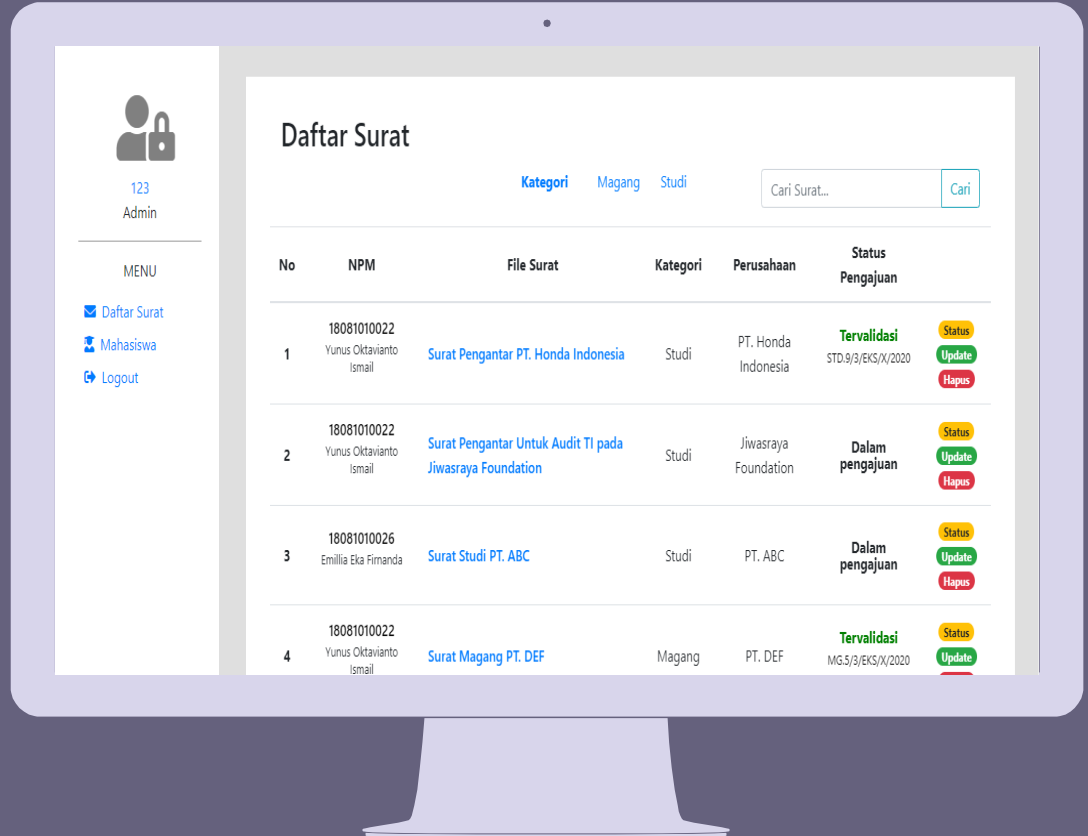 123
Admin
MENU
Daftar Surat
Mahasiswa
Logout
Daftar Surat
Kategori Magang Studi
Cari Surat... Cari
No NPM File Surat Kategori Perusahaan Status
Pengajuan
1
18081010022
Yunus Oktavianto
Ismail
Surat Pengantar PT. Honda Indonesia
Studi
PT. Honda
Indonesia
Tervalidasi
STD.9/3/EKS/X/2020
Status
Update
Hapus
2
18081010022
Yunus Oktavianto
Ismail
Surat Pengantar Untuk Audit TI pada
Jiwasraya Foundation
Studi
Jiwasraya
Foundation
Dalam
pengajuan
Status
Update
Hapus
3
18081010026
Emillia Eka Firnanda
Surat Studi PT. ABC
Studi
PT. ABC
Dalam
pengajuan
Status
Update
Hapus
4
18081010022
Yunus Oktavianto
Ismail
Surat Magang PT. DEF
Magang
PT. DEF
Tervalidasi
MG.5/3/EKS/X/2020
Status
Update